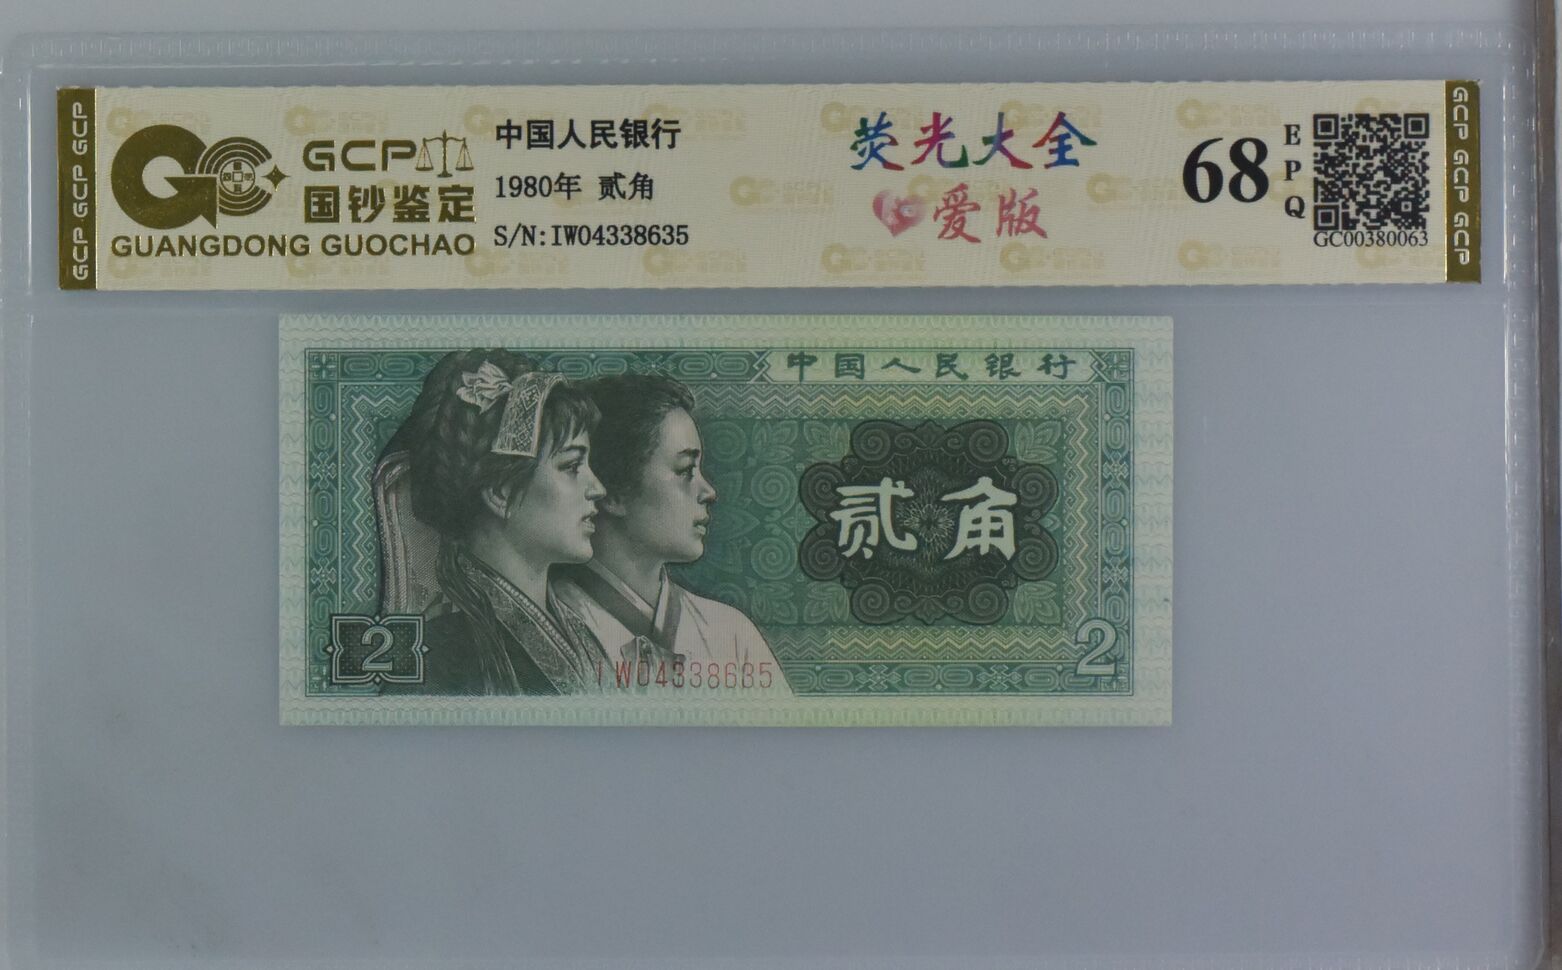 GCP GCP GCP
GCP
国钞鉴定
GUANGDONG GUOCHAO
中国人民银行
1980年 贰角
S/N:IW04338635
荧光大全
爱版
68
EPQ
GC00380063
GCP GCP GCP
中国人民银行
贰角
2
2
IW04338635